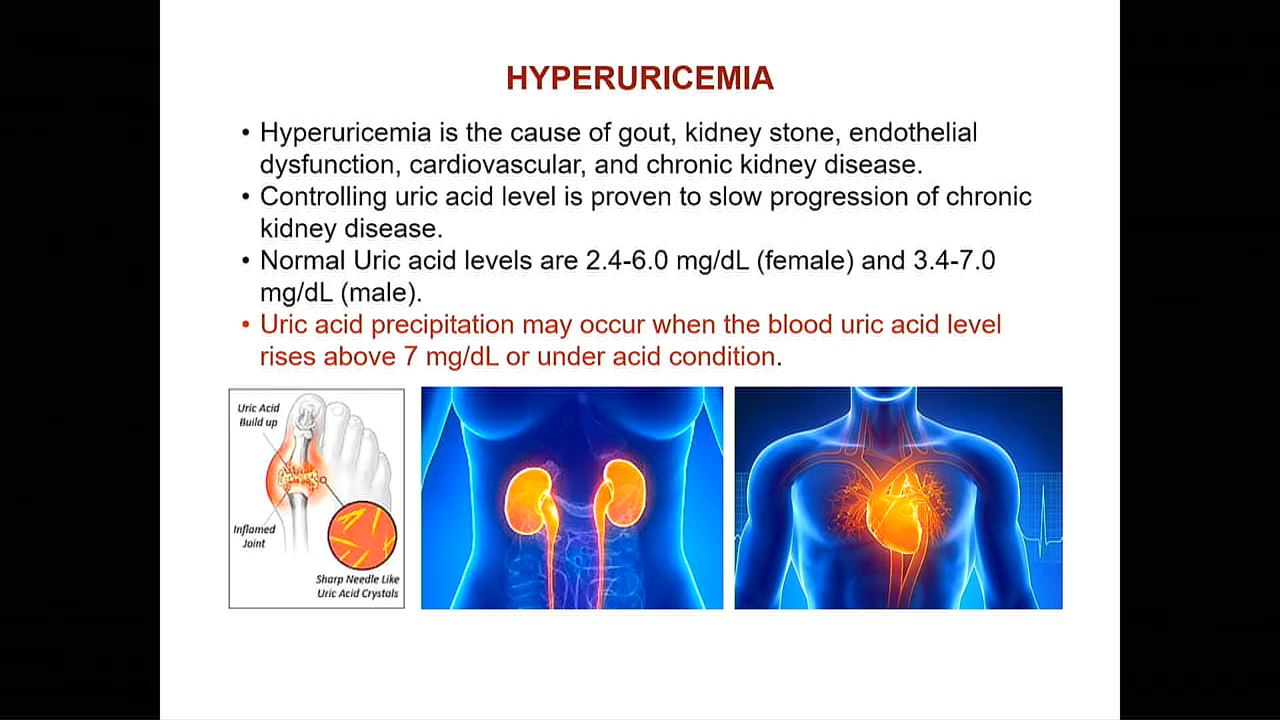 HYPERURICEMIA
• Hyperuricemia is the cause of gout, kidney stone, endothelial
dysfunction, cardiovascular, and chronic kidney disease.
• Controlling uric acid level is proven to slow progression of chronic
kidney disease.
• Normal Uric acid levels are 2.4-6.0 mg/dL (female) and 3.4-7.0
mg/dL (male).
• Uric acid precipitation may occur when the blood uric acid level
rises above 7 mg/dL or under acid condition.
Uric Acid
Build up
Inflamed
Joint
Sharp Needle Like
Uric Acid Crystals